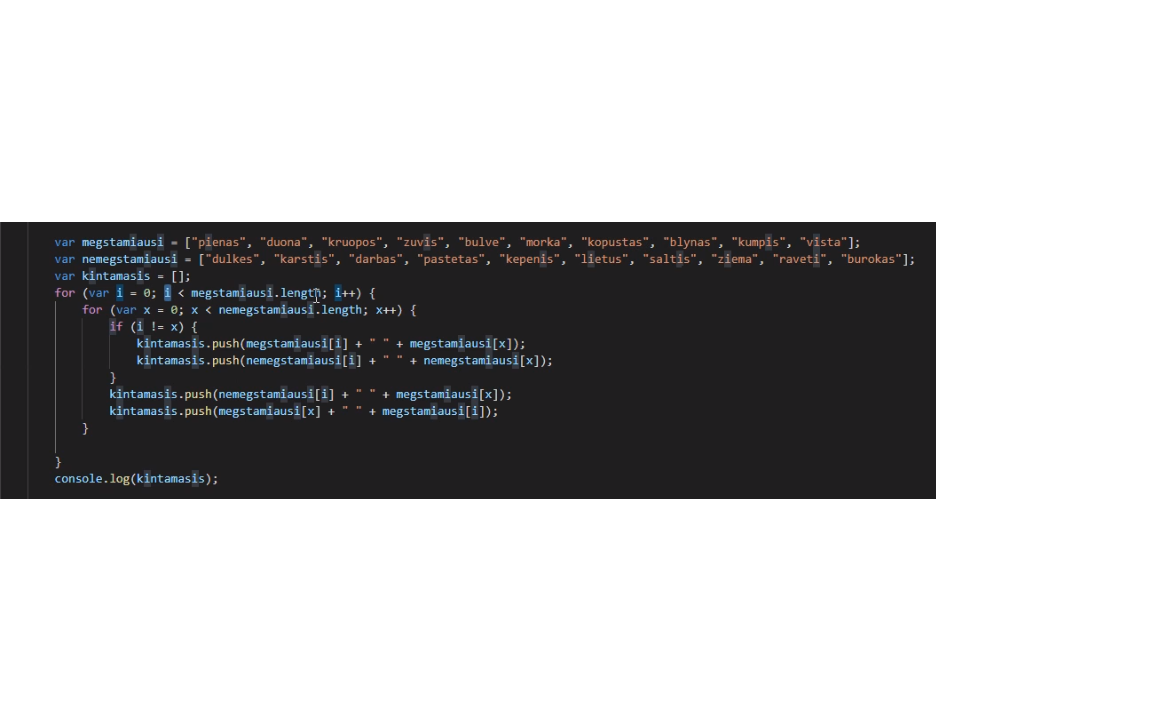 var megstamiausi = ["pienas", "duona", "kruopos", "zuvis", "bulve", "morka", "kopustas", "blynas", "kumpis", "vista"];
var nemegstamiausi = ["dulkes", "karstis", "darbas", "pastetas", "kepenis", "lietus", "saltis", "ziema", "raveti", "burokas"];
var kintamasis = [];
for (var i = 0; i < megstamiausi.length; i++) {
for (var x = 0; x < nemegstamiausi.length; x++) {
if (i != x) {
kintamasis.push(megstamiausi[i] + " " + megstamiausi[x]);
kintamasis.push(nemegstamiausi[i] + " " + nemegstamiausi[x]);
}
kintamasis.push(nemegstamiausi[i] + " " + megstamiausi[x]);
kintamasis.push(megstamiausi[x] + " " + megstamiausi[i]);
}
}
console.log(kintamasis);